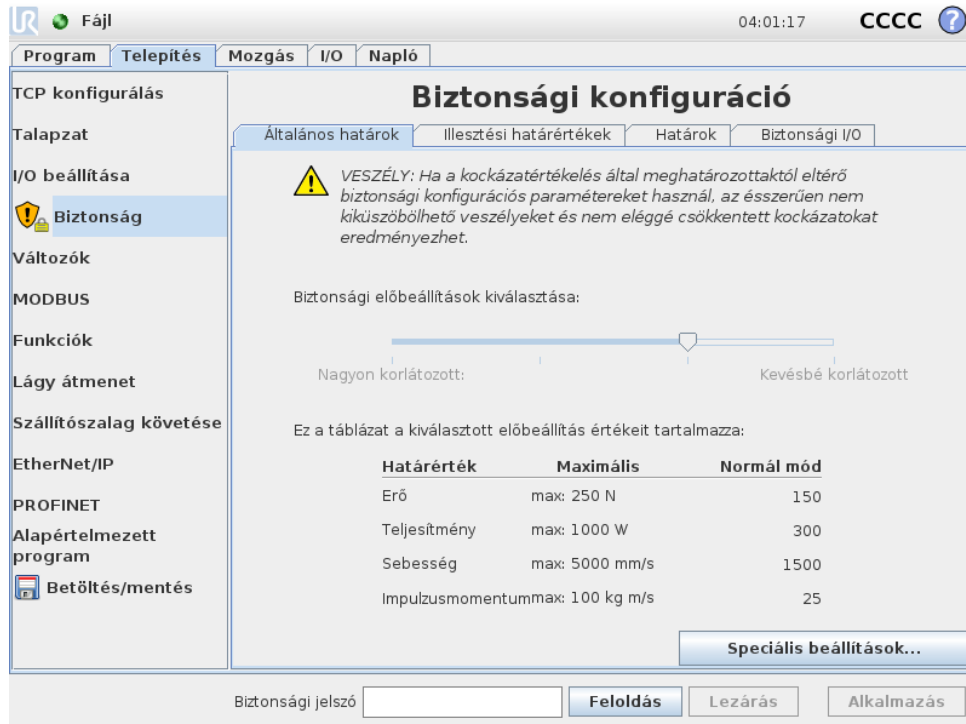 UR Fájl 04:01:17 CCCC ?
Program Telepítés Mozgás I/O Napló
TCP konfigurálás
Talapzat
I/O beállítása
Biztonság
Változók
MODBUS
Funkciók
Lágy átmenet
Szállítószalag követése
EtherNet/IP
PROFINET
Alapértelmezett
program
Betöltés/mentés
Biztonsági konfiguráció
Általános határok Illesztési határértékek Határok Biztonsági I/O
VESZÉLY: Ha a kockázatértékelés által meghatározottaktól eltérő
biztonsági konfigurációs paramétereket használ, az ésszerűen nem
kiküszöbölhető veszélyeket és nem eléggé csökkentett kockázatokat
eredményezhet.
Biztonsági előbeállítások kiválasztása:
Nagyon korlátozott: Kevésbé korlátozott
Ez a táblázat a kiválasztott előbeállítás értékeit tartalmazza:
Határérték Maximális Normál mód
Erő max: 250 N 150
Teljesítmény max: 1000 W 300
Sebesség max: 5000 mm/s 1500
Impulzusmomentum max: 100 kg m/s 25
Speciális beállítások...
Biztonsági jelszó Feloldás Lezárás Alkalmazás